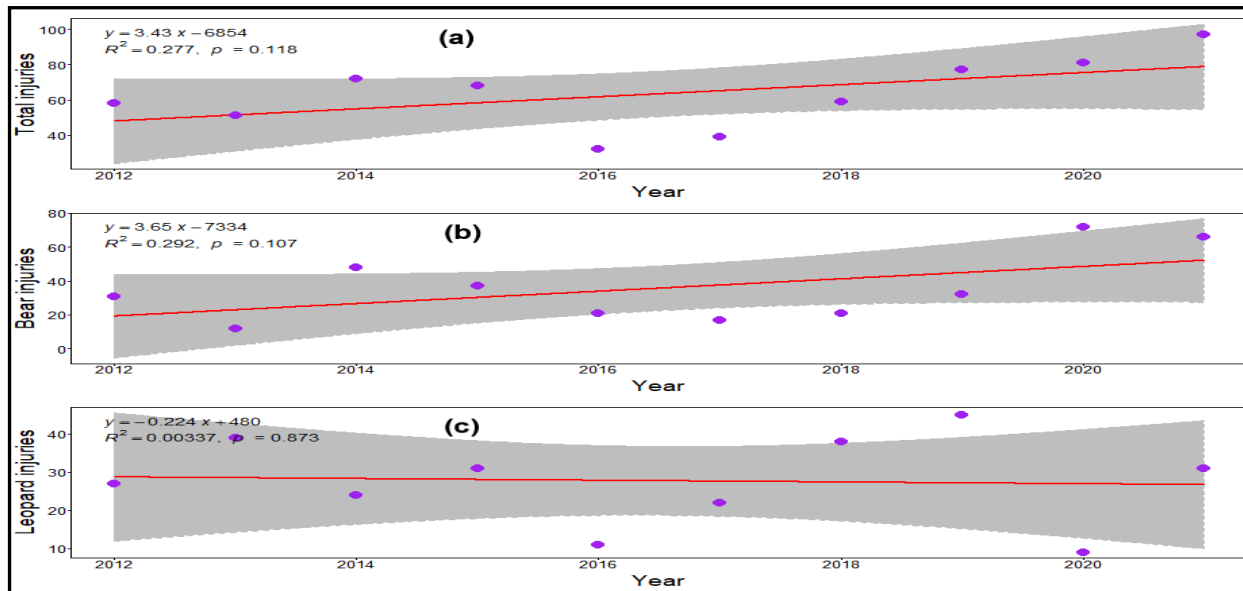 y = 3.43 x − 6854
R² = 0.277, p = 0.118
(a)
Total injuries
100
80
60
40
2012 2014 2016 2018 2020
Year
y = 3.65 x − 7334
R² = 0.292, p = 0.107
(b)
Bear injuries
80
60
40
20
0
2012 2014 2016 2018 2020
Year
y = −0.224 x + 480
R² = 0.00337, p = 0.873
(c)
Leopard injuries
40
30
20
10
2012 2014 2016 2018 2020
Year